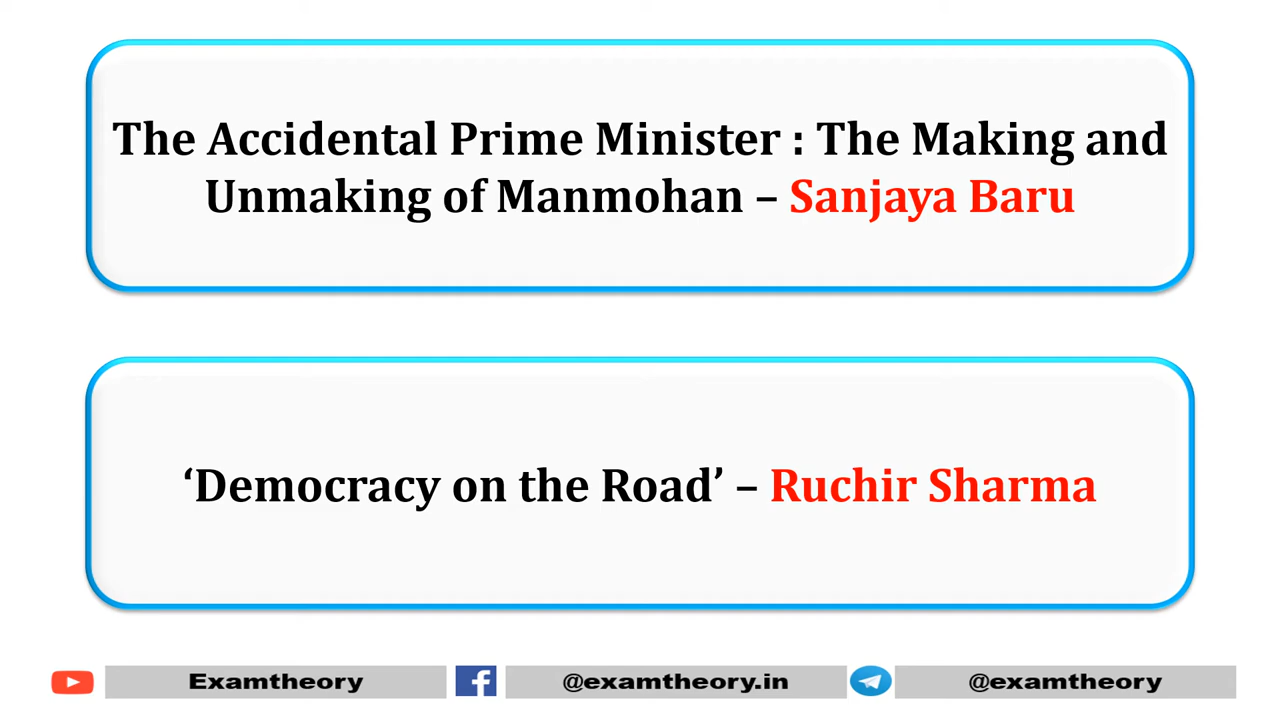 The Accidental Prime Minister : The Making and
Unmaking of Manmohan – Sanjaya Baru
‘Democracy on the Road’ – Ruchir Sharma
Examtheory
@examtheory.in
@examtheory